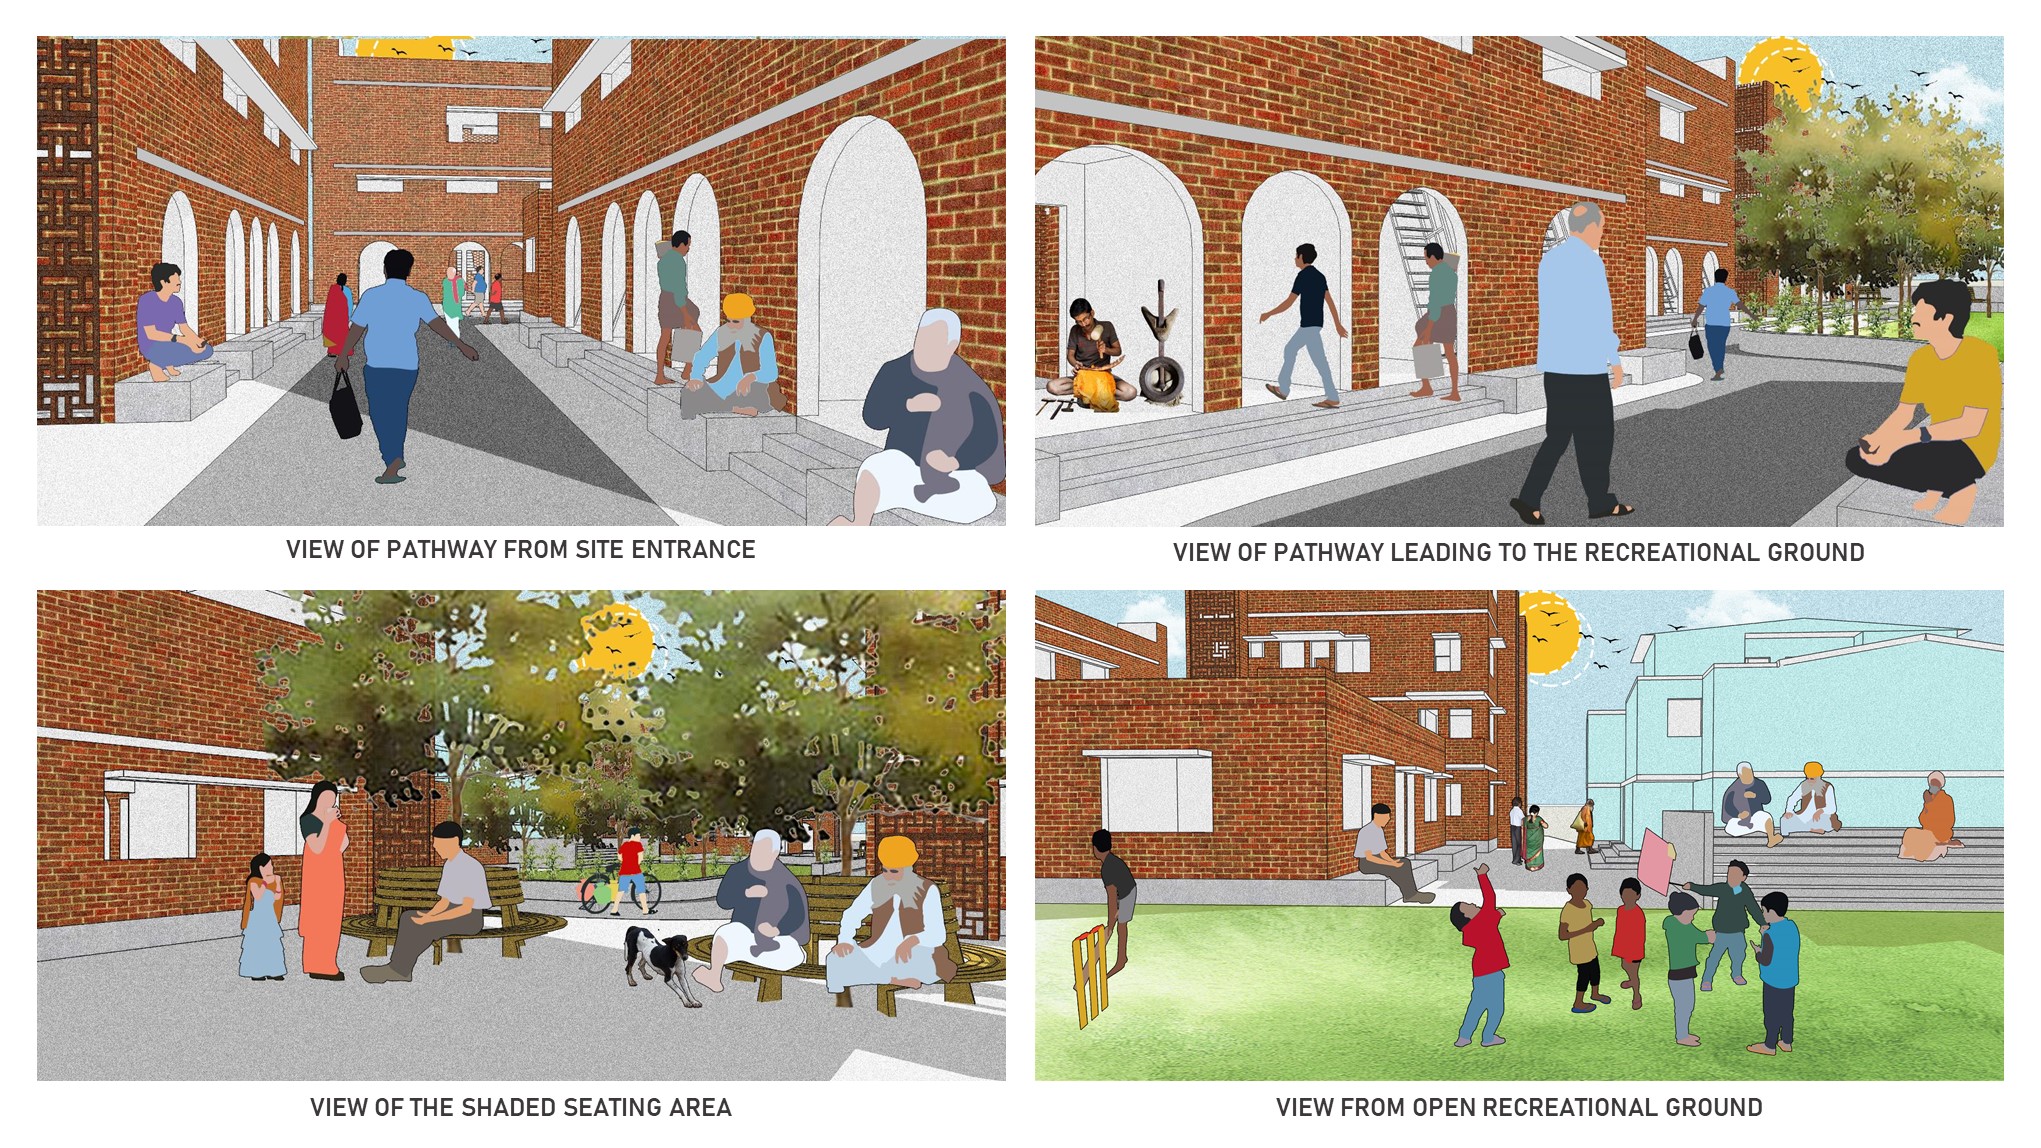 VIEW OF PATHWAY FROM SITE ENTRANCE
VIEW OF PATHWAY LEADING TO THE RECREATIONAL GROUND
VIEW OF THE SHADED SEATING AREA
VIEW FROM OPEN RECREATIONAL GROUND